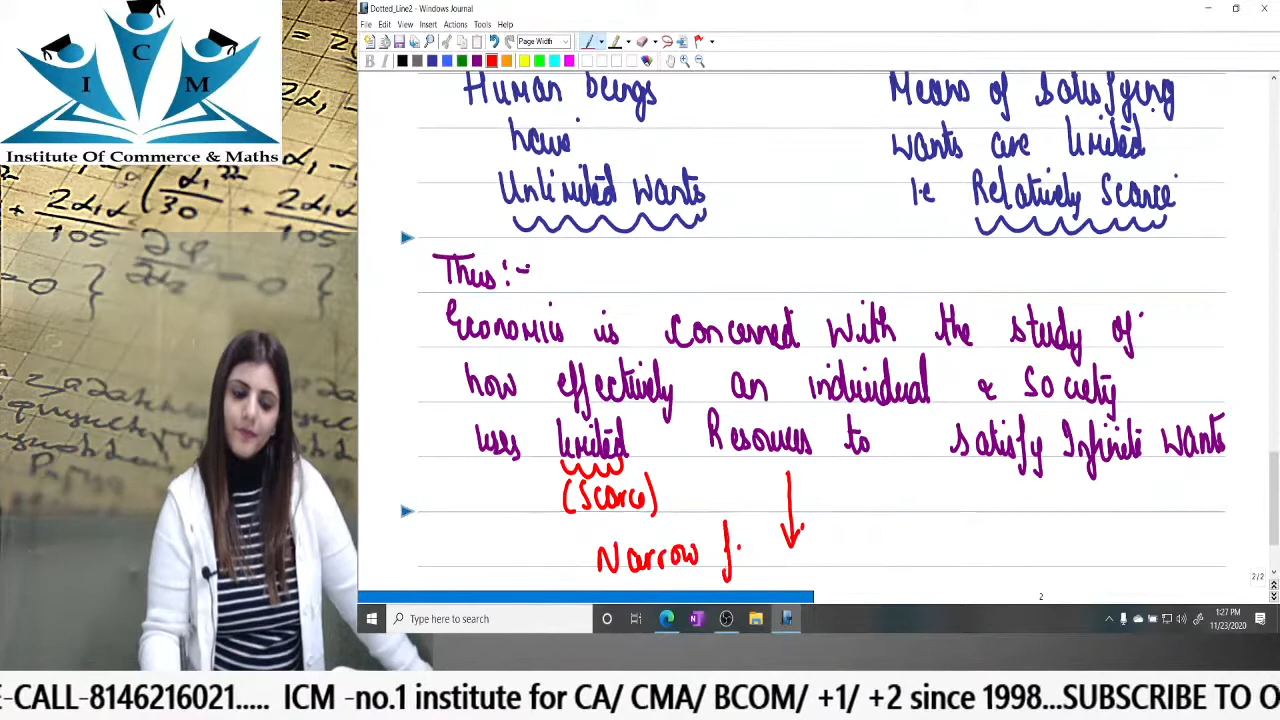 I C M
Institute Of Commerce & Maths
Dotted_Line2 - Windows Journal
File Edit View Insert Actions Tools Help
Page Width
B I
Human beings
have
Unlimited Wants
Means of satisfying
wants are limited
i.e Relatively Scarce
Thus:-
Economics is concerned with the study of
how effectively an individual & society
uses limited Resources to satisfy Infinite wants
(Scarce)
Narrow f.
2/2
2
Type here to search
1:27 PM
11/23/2020
E-CALL-8146216021..... ICM -no.1 institute for CA/ CMA/ BCOM/ +1/ +2 since 1998...SUBSCRIBE TO O